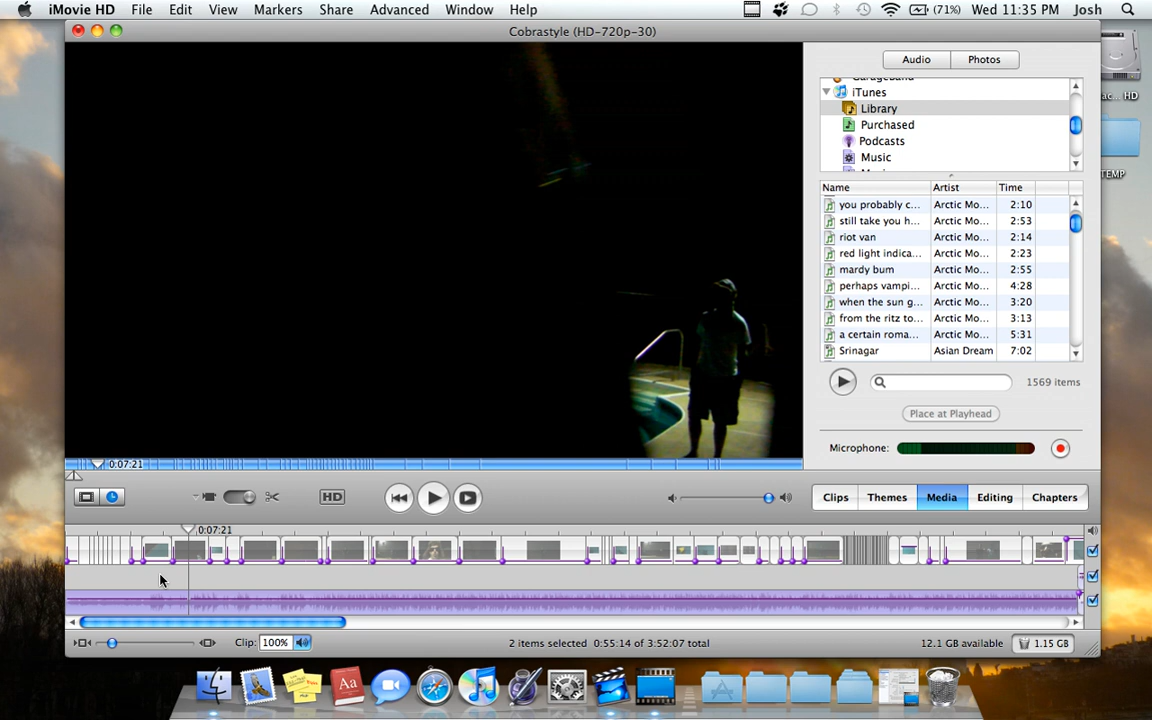 iMovie HD File Edit View Markers Share Advanced Window Help (71%) Wed 11:35 PM Josh
Cobrastyle (HD-720p-30)
Audio Photos
iTunes
Library
Purchased
Podcasts
Music
HD
TEMP
Name Artist Time
you probably c... Arctic Mo... 2:10
still take you h... Arctic Mo... 2:53
riot van Arctic Mo... 2:14
red light indica... Arctic Mo... 2:23
mardy bum Arctic Mo... 2:55
perhaps vampi... Arctic Mo... 4:28
when the sun g... Arctic Mo... 3:20
from the ritz to... Arctic Mo... 3:13
a certain roma... Arctic Mo... 5:31
Srinagar Asian Dream 7:02
1569 items
Place at Playhead
Microphone:
0:07:21
HD
Clips Themes Media Editing Chapters
0:07:21
Clip: 100% 2 items selected 0:55:14 of 3:52:07 total 12.1 GB available 1.15 GB
Aa